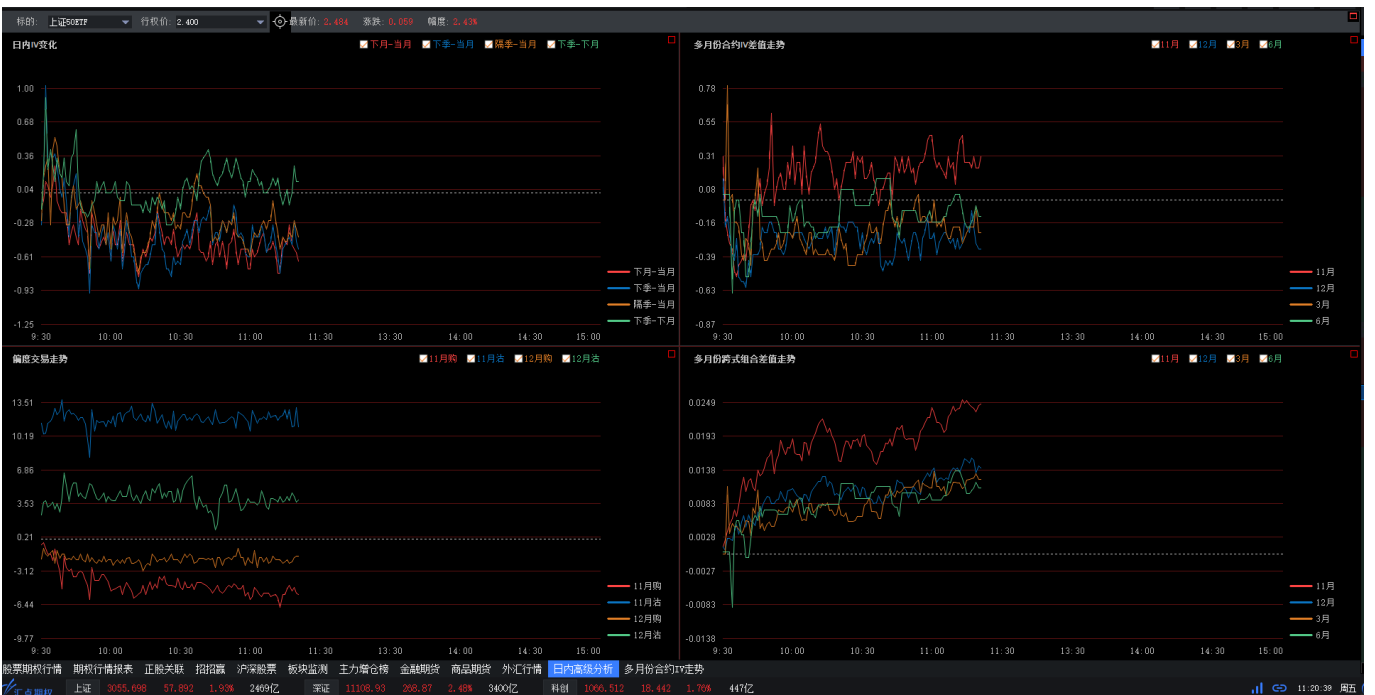 标的: 上证50ETF 行权价: 2.400 最新价: 2.484 涨跌: 0.059 幅度: 2.43%
日内IV变化 下月-当月 下季-当月 隔季-当月 下季-下月
1.00
0.68
0.36
0.04
-0.28
-0.61
-0.93
-1.25
下月-当月
下季-当月
隔季-当月
下季-下月
9:30 10:00 10:30 11:00 11:30 13:30 14:00 14:30 15:00
多月份合约IV差值走势 11月 12月 3月 6月
0.78
0.55
0.31
0.08
-0.16
-0.39
-0.63
-0.87
11月
12月
3月
6月
9:30 10:00 10:30 11:00 11:30 13:30 14:00 14:30 15:00
偏度交易走势 11月购 11月沽 12月购 12月沽
13.51
10.19
6.86
3.53
0.21
-3.12
-6.44
-9.77
11月购
11月沽
12月购
12月沽
9:30 10:00 10:30 11:00 11:30 13:30 14:00 14:30 15:00
多月份跨式组合差值走势 11月 12月 3月 6月
0.0249
0.0193
0.0138
0.0083
0.0028
-0.0027
-0.0083
-0.0138
11月
12月
3月
6月
9:30 10:00 10:30 11:00 11:30 13:30 14:00 14:30 15:00
股票期权行情 期权行情报表 正股关联 招招赢 沪深股票 板块监测 主力增仓榜 金融期货 商品期货 外汇行情 日内高级分析 多月份合约IV走势
汇点期权 上证 3055.698 57.892 1.93% 2469亿 深证 11108.93 268.87 2.48% 3400亿 科创 1066.512 18.442 1.76% 447亿 11:20:39 周五